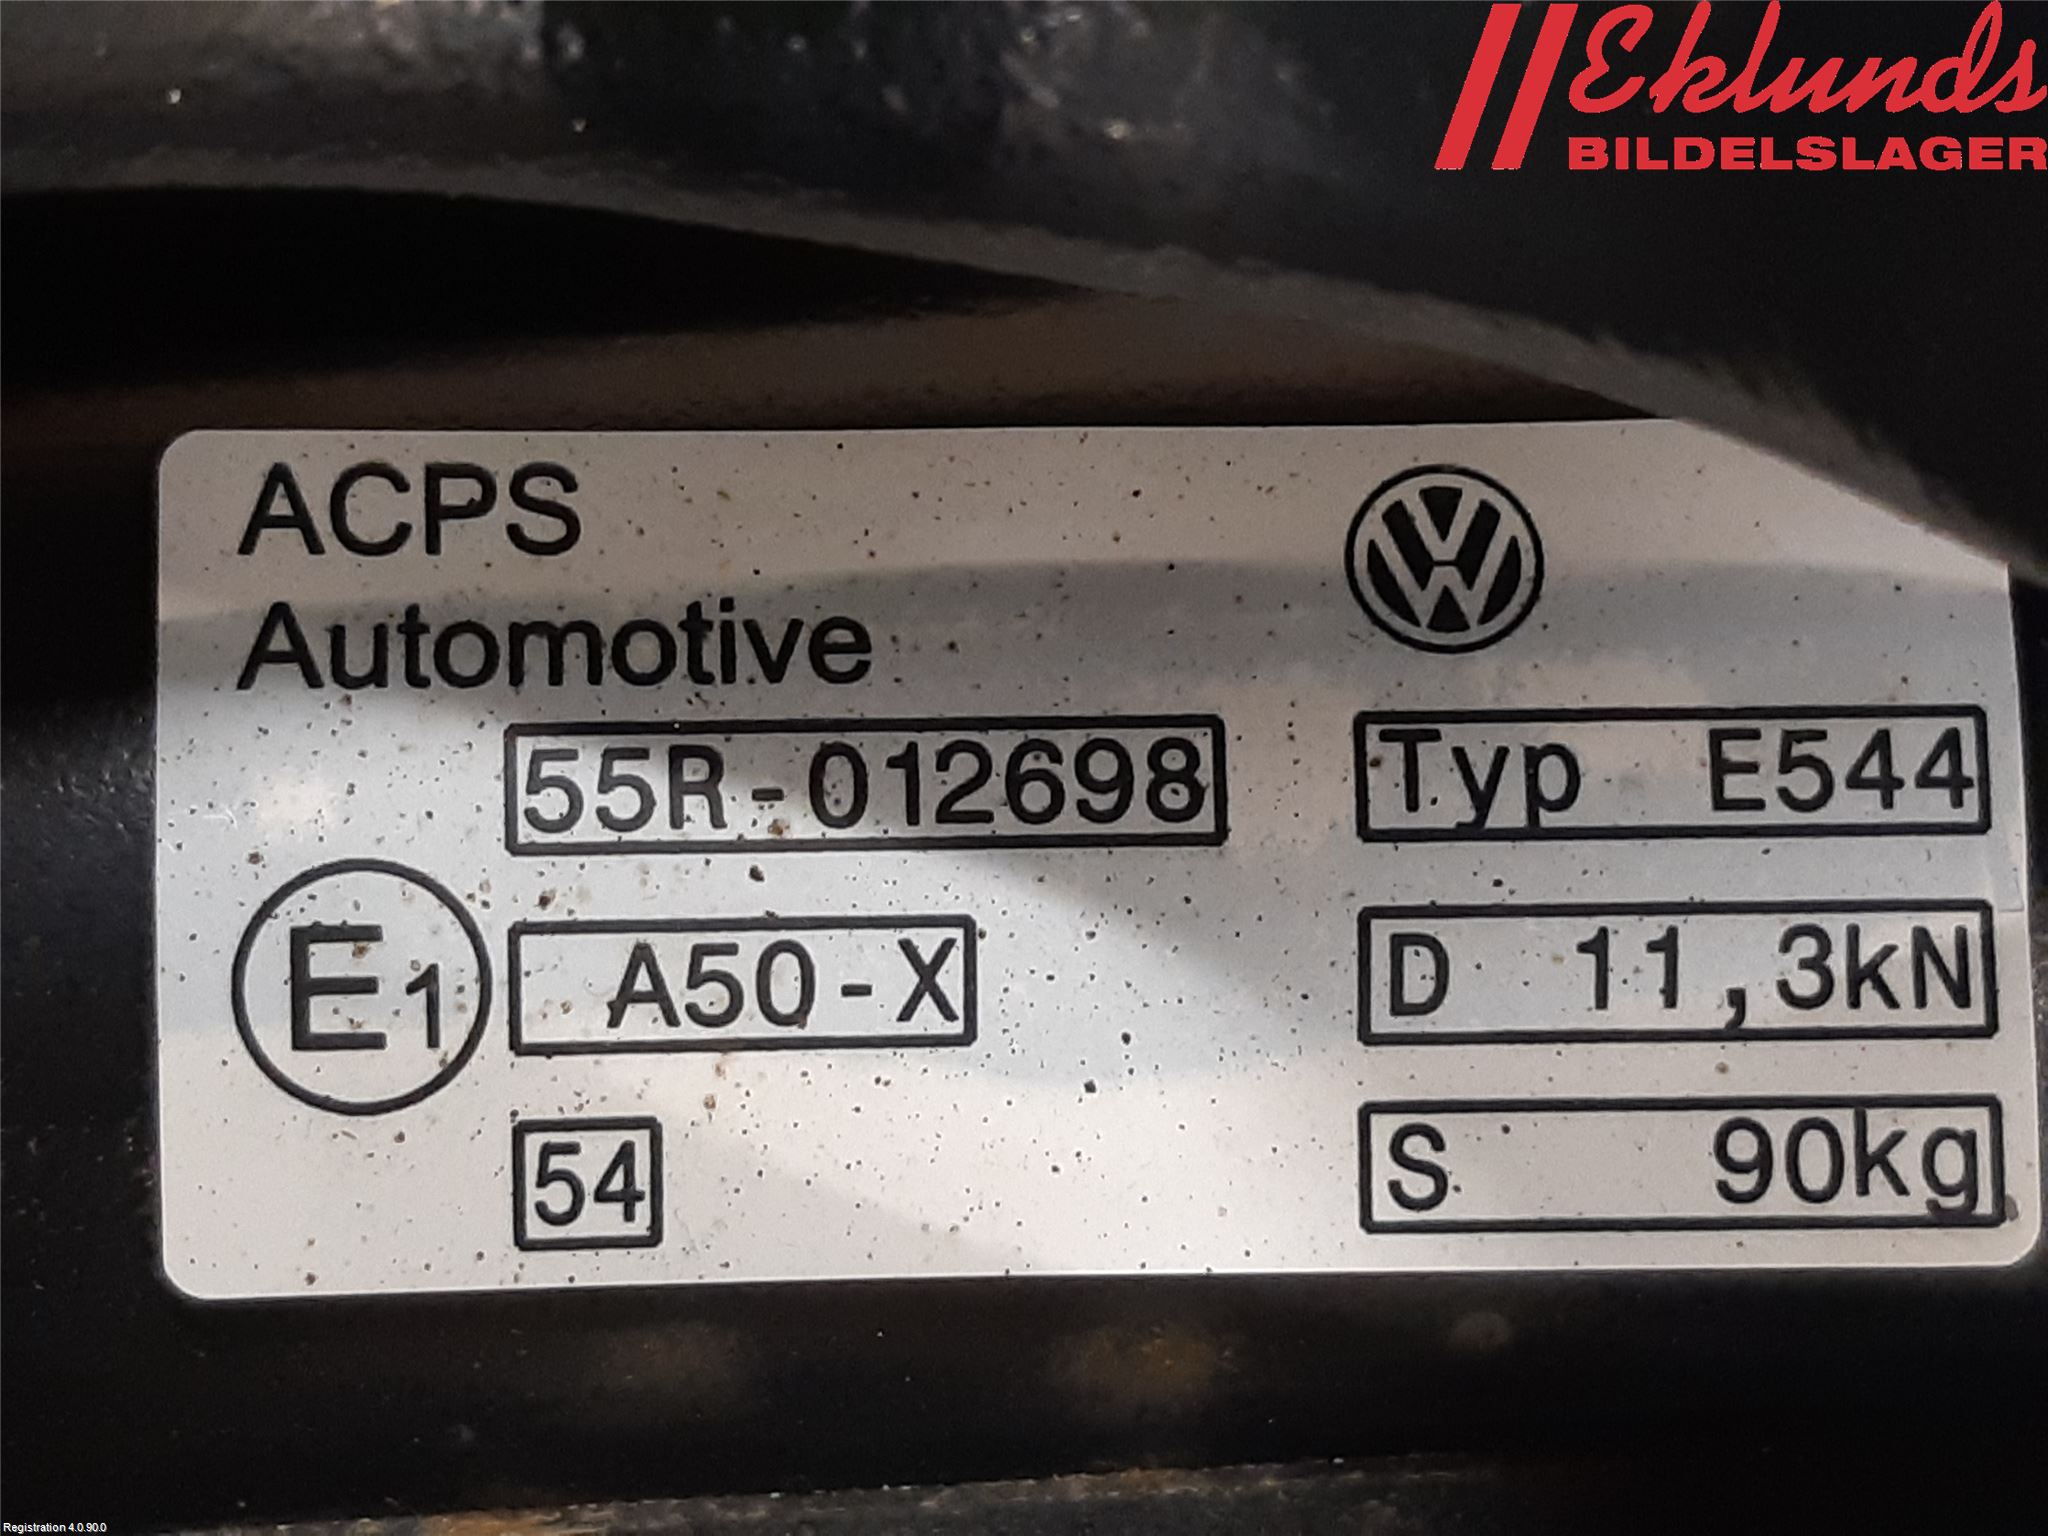 Eklunds
BILDELSLAGER
ACPS
Automotive
55R-012698
Typ E544
E1
A50-X
D 11,3kN
54
S 90kg
Registration 4.0.90.0